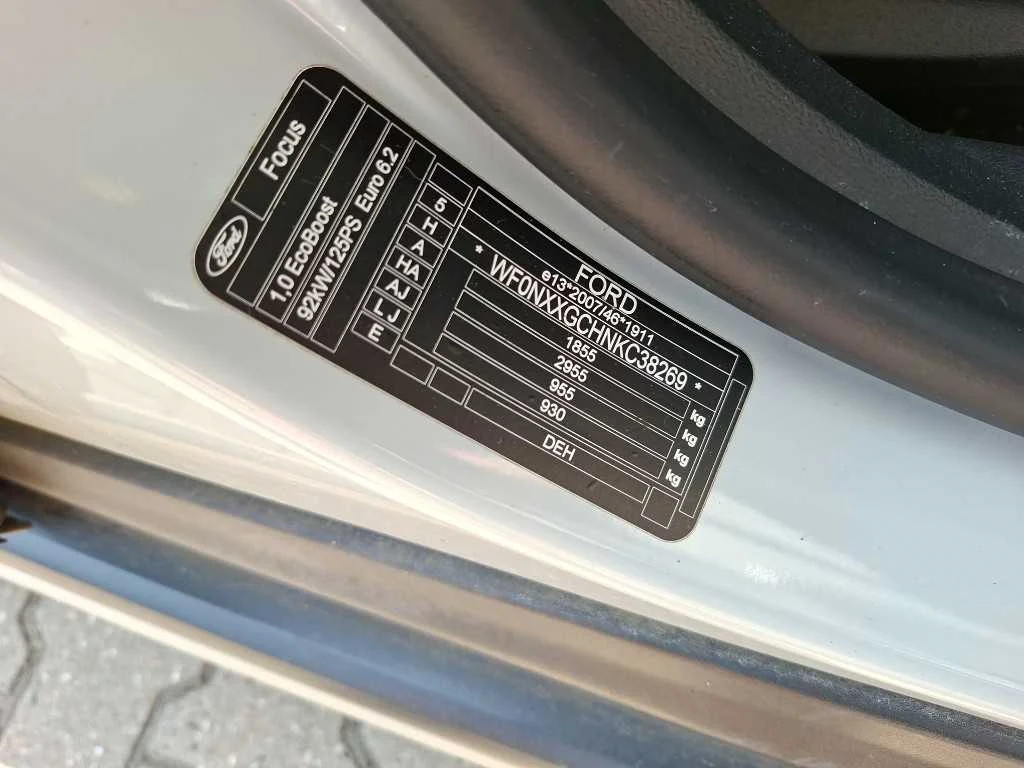 Ford
Focus
1.0 EcoBoost
92kW/125PS Euro 6.2
5
H
A
HA
AJ
LJ
E
FORD
e13*2007/46*1911
* WF0NXXGCHNKC38269 *
1855 kg
2955 kg
955 kg
930 kg
DEH